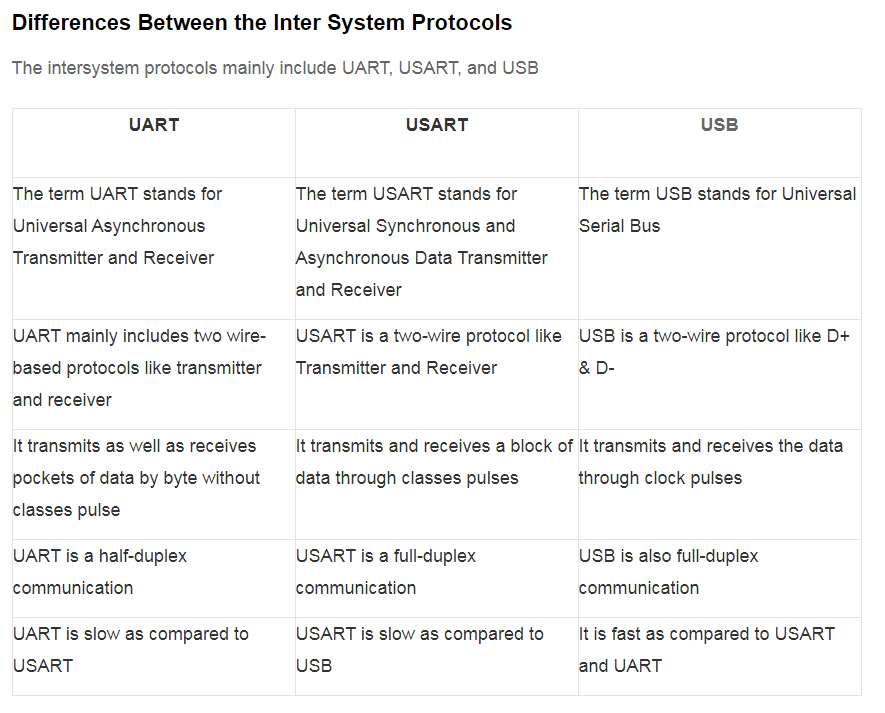 Differences Between the Inter System Protocols
The intersystem protocols mainly include UART, USART, and USB
UART
USART
USB
The term UART stands for
Universal Asynchronous
Transmitter and Receiver
The term USART stands for
Universal Synchronous and
Asynchronous Data Transmitter
and Receiver
The term USB stands for Universal
Serial Bus
UART mainly includes two wire-
based protocols like transmitter
and receiver
USART is a two-wire protocol like
Transmitter and Receiver
USB is a two-wire protocol like D+
& D-
It transmits as well as receives
pockets of data by byte without
classes pulse
It transmits and receives a block of
data through classes pulses
It transmits and receives the data
through clock pulses
UART is a half-duplex
communication
USART is a full-duplex
communication
USB is also full-duplex
communication
UART is slow as compared to
USART
USART is slow as compared to
USB
It is fast as compared to USART
and UART